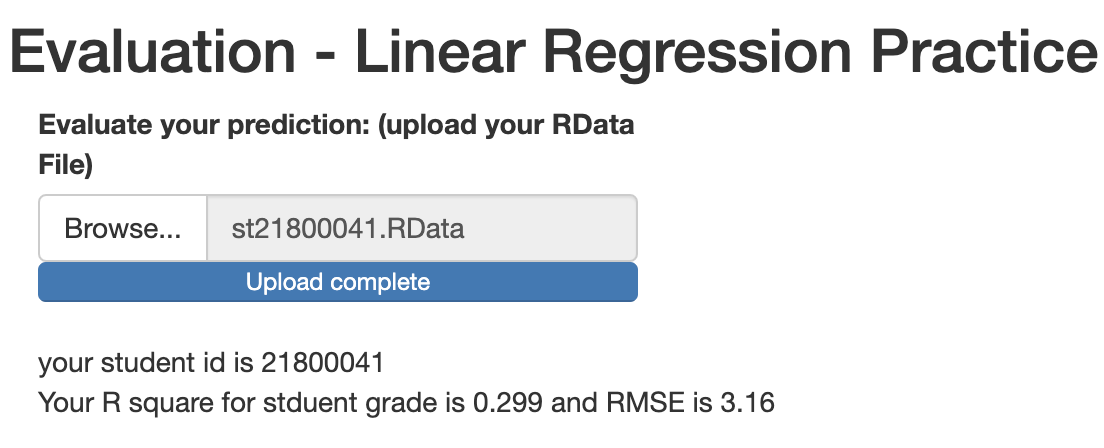 Evaluation - Linear Regression Practice
Evaluate your prediction: (upload your RData
File)
Browse... st21800041.RData
Upload complete
your student id is 21800041
Your R square for stduent grade is 0.299 and RMSE is 3.16